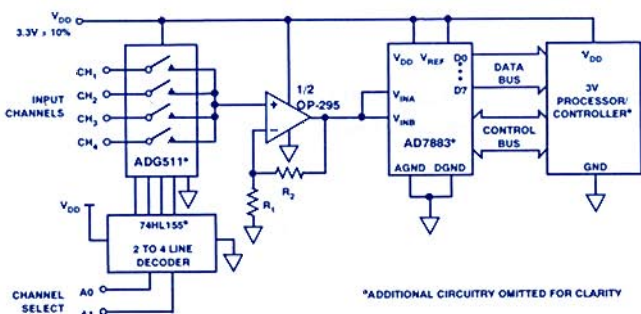 VDD
3.3V ± 10%
CH1
CH2
CH3
CH4
INPUT
CHANNELS
ADG511*
VDD
74HL155*
2 TO 4 LINE
DECODER
CHANNEL
SELECT
A0
A1
1/2
OP-295
+
−
R1
R2
VDD
VREF
D0
D7
VINA
VINB
AD7883*
AGND
DGND
DATA
BUS
CONTROL
BUS
VDD
3V
PROCESSOR/
CONTROLLER*
GND
*ADDITIONAL CIRCUITRY OMITTED FOR CLARITY